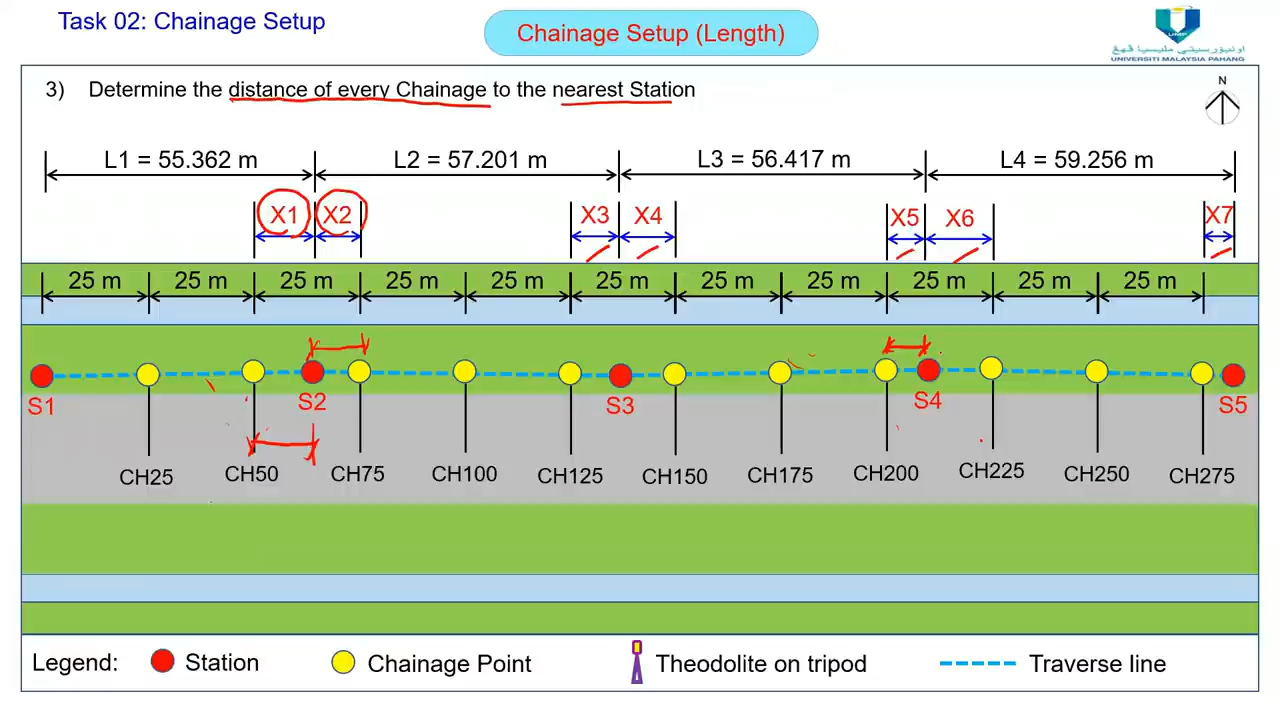 Task 02: Chainage Setup
Chainage Setup (Length)
UMP
اونيۏرسيتي مليسيا ڤهڠ
UNIVERSITI MALAYSIA PAHANG
3) Determine the distance of every Chainage to the nearest Station
N
L1 = 55.362 m L2 = 57.201 m L3 = 56.417 m L4 = 59.256 m
X1 X2 X3 X4 X5 X6 X7
25 m 25 m 25 m 25 m 25 m 25 m 25 m 25 m 25 m 25 m 25 m
S1 S2 S3 S4 S5
CH25 CH50 CH75 CH100 CH125 CH150 CH175 CH200 CH225 CH250 CH275
Legend: Station Chainage Point Theodolite on tripod Traverse line